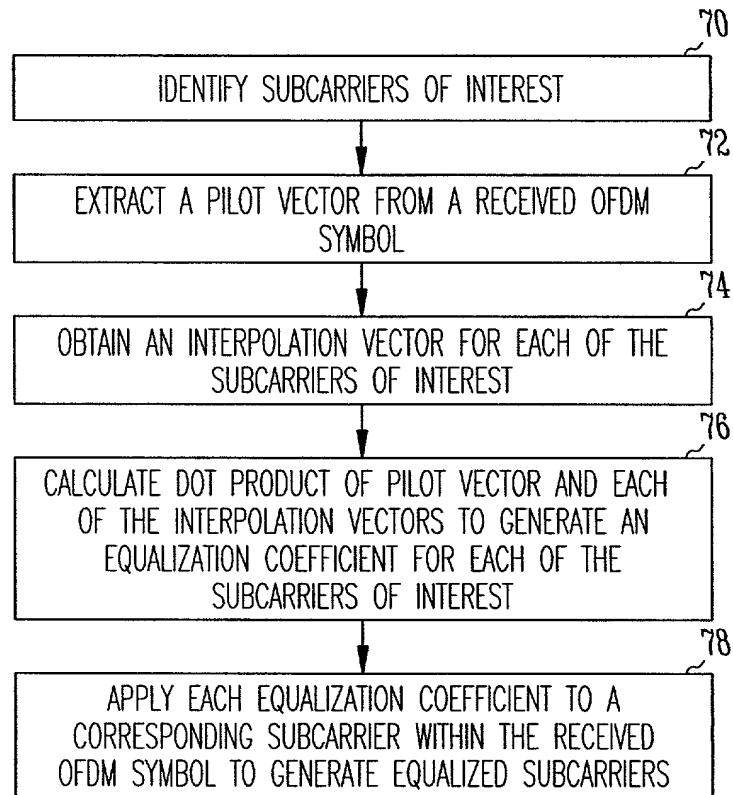 70
IDENTIFY SUBCARRIERS OF INTEREST
72
EXTRACT A PILOT VECTOR FROM A RECEIVED OFDM
SYMBOL
74
OBTAIN AN INTERPOLATION VECTOR FOR EACH OF THE
SUBCARRIERS OF INTEREST
76
CALCULATE DOT PRODUCT OF PILOT VECTOR AND EACH
OF THE INTERPOLATION VECTORS TO GENERATE AN
EQUALIZATION COEFFICIENT FOR EACH OF THE
SUBCARRIERS OF INTEREST
78
APPLY EACH EQUALIZATION COEFFICIENT TO A
CORRESPONDING SUBCARRIER WITHIN THE RECEIVED
OFDM SYMBOL TO GENERATE EQUALIZED SUBCARRIERS